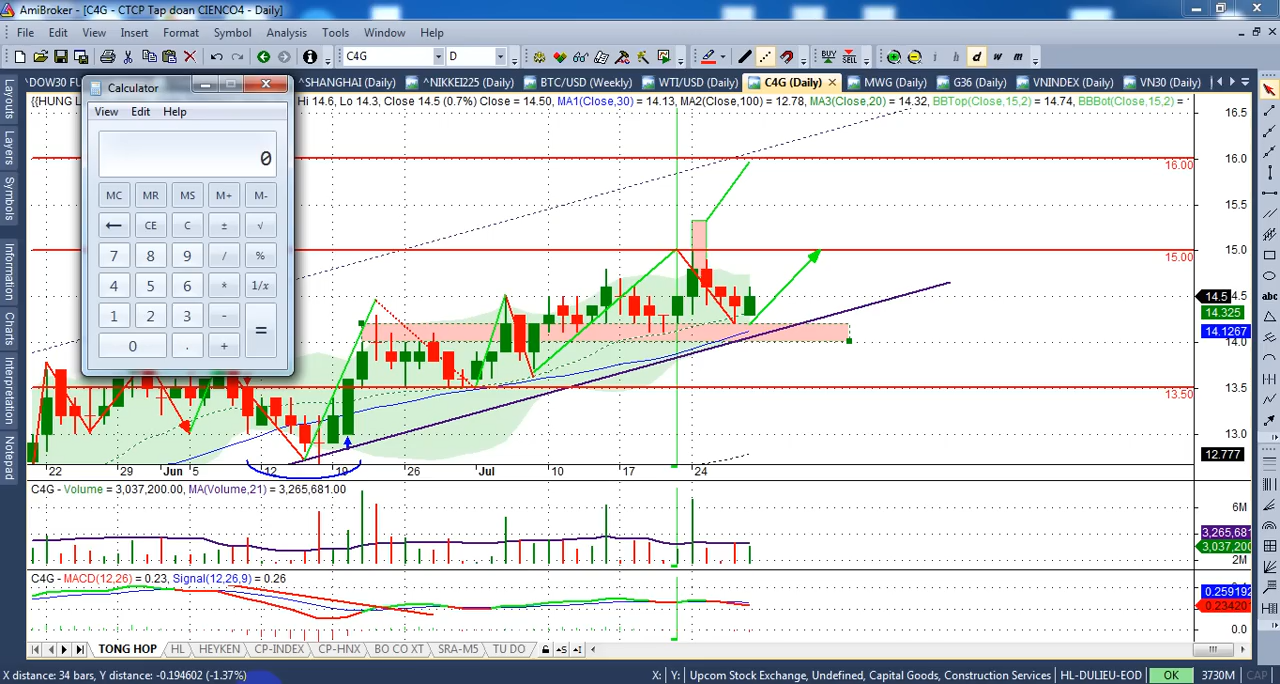 AmiBroker - [C4G - CTCP Tap doan CIENCO4 - Daily]
File Edit View Insert Format Symbol Analysis Tools Window Help
C4G D BUY SELL i h d w m
^SHANGHAI (Daily) ^NIKKEI225 (Daily) BTC/USD (Weekly) WTI/USD (Daily) C4G (Daily) MWG (Daily) G36 (Daily) VNINDEX (Daily) VN30 (Daily)
Hi 14.6, Lo 14.3, Close 14.5 (0.7%) Close = 14.50, MA1(Close,30) = 14.13, MA2(Close,100) = 12.78, MA3(Close,20) = 14.32, BBTop(Close,15,2) = 14.74, BBBot(Close,15,2) =
Layouts
Layers
Symbols
Information
Charts
Interpretation
Notepad
Calculator
View Edit Help
0
MC MR MS M+ M-
← CE C ± √
7 8 9 / %
4 5 6 * 1/x
1 2 3 - =
0 . +
abc
16.5
16.0
16.00
15.5
15.0
15.00
14.5
14.325
14.1267
14.0
13.5
13.50
13.0
12.777
22 29 Jun 5 12 19 26 Jul 10 17 24
C4G - Volume = 3,037,200.00, MA(Volume,21) = 3,265,681.00
6M
3,265,681
3,037,200
2M
C4G - MACD(12,26) = 0.23, Signal(12,26,9) = 0.26
0.259192
0.23420
0.0
TONG HOP HL HEYKEN CP-INDEX CP-HNX BO CO XT SRA-M5 TU DO
X distance: 34 bars, Y distance: -0.194602 (-1.37%) X: Y: Upcom Stock Exchange, Undefined, Capital Goods, Construction Services HL-DULIEU-EOD OK 3730M CAP